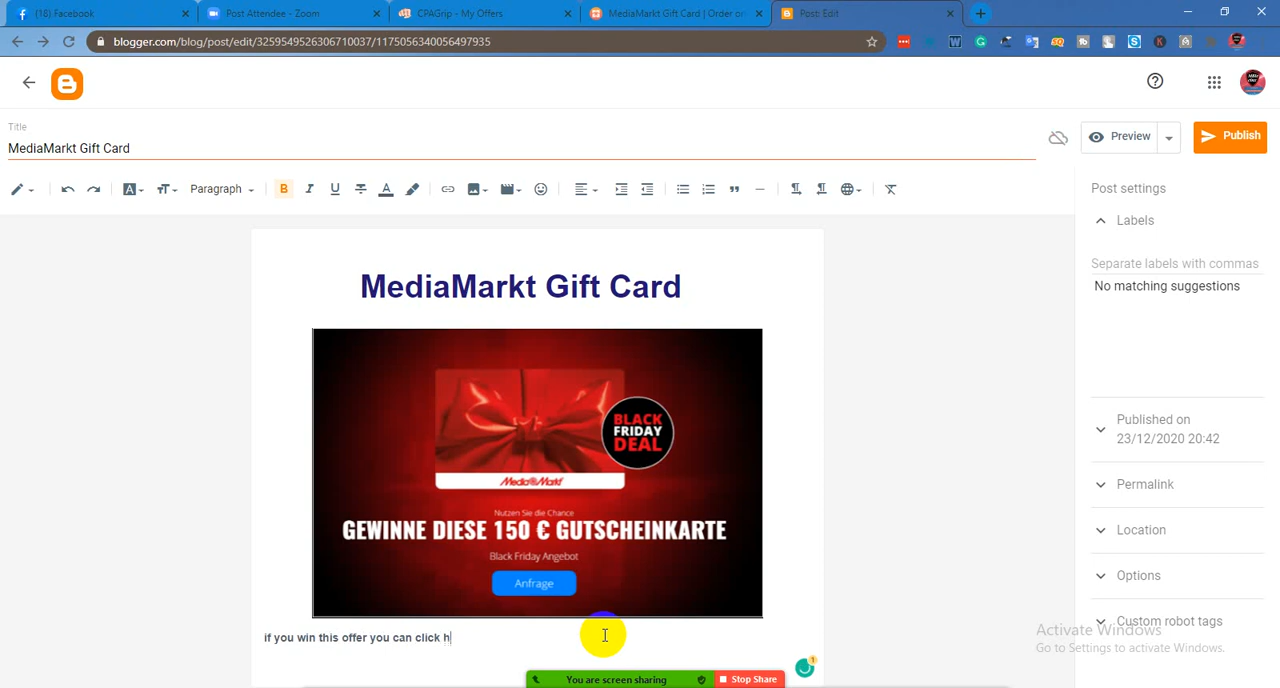 (18) Facebook
Post Attendee - Zoom
CPAGrip - My Offers
MediaMarkt Gift Card | Order on
Post: Edit
blogger.com/blog/post/edit/3259549526306710037/1175056340056497935
Title
MediaMarkt Gift Card
Preview
Publish
Paragraph
Post settings
Labels
Separate labels with commas
No matching suggestions
Published on
23/12/2020 20:42
Permalink
Location
Options
Custom robot tags
MediaMarkt Gift Card
BLACK
FRIDAY
DEAL
MediaMarkt
Nutzen Sie die Chance
GEWINNE DIESE 150 € GUTSCHEINKARTE
Black Friday Angebot
Anfrage
if you win this offer you can click h
Activate Windows
Go to Settings to activate Windows.
You are screen sharing
Stop Share